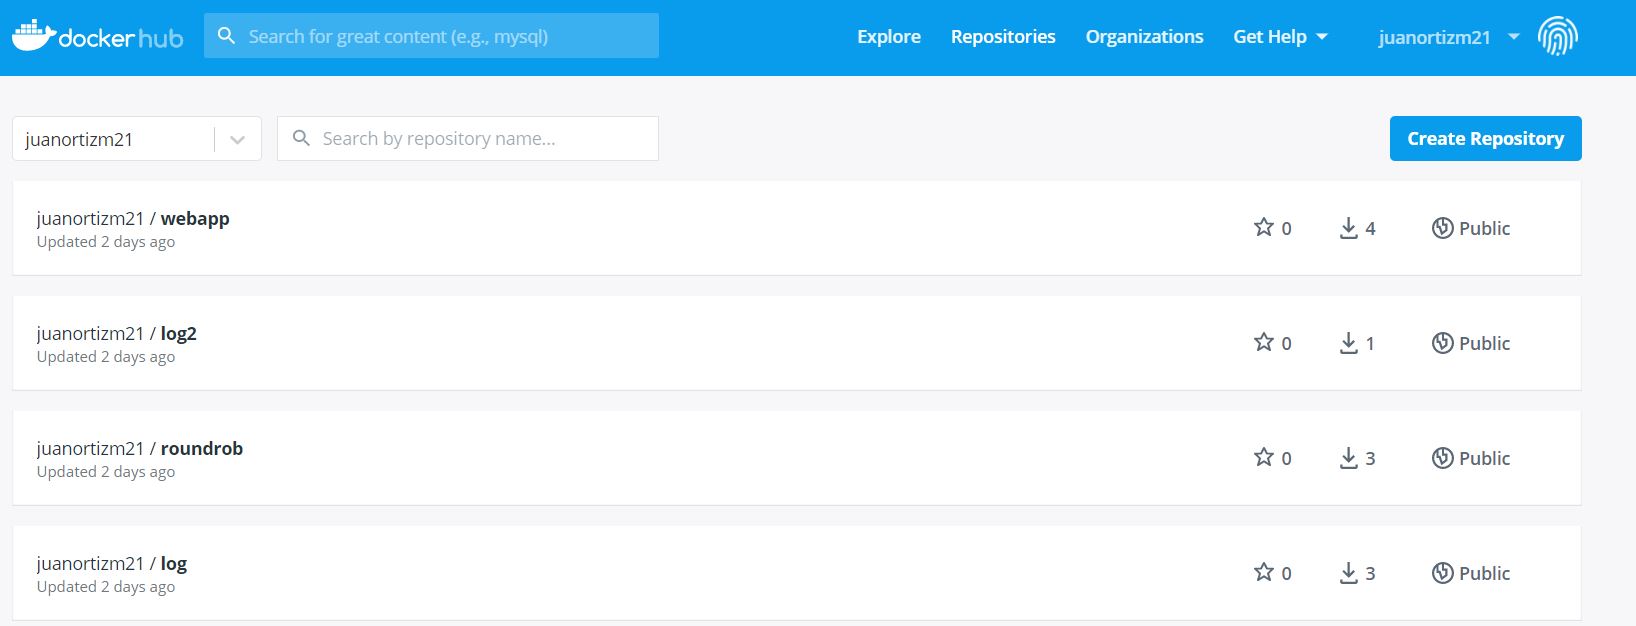 dockerhub Search for great content (e.g., mysql) Explore Repositories Organizations Get Help juanortizm21
juanortizm21 Search by repository name... Create Repository
juanortizm21 / webapp 0 4 Public
Updated 2 days ago
juanortizm21 / log2 0 1 Public
Updated 2 days ago
juanortizm21 / roundrob 0 3 Public
Updated 2 days ago
juanortizm21 / log 0 3 Public
Updated 2 days ago